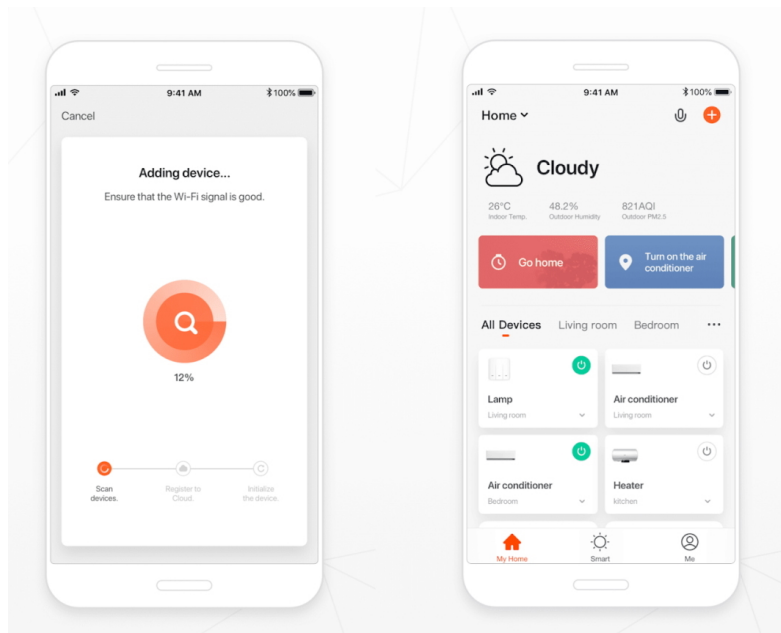 9:41 AM
100%
Cancel
Adding device...
Ensure that the Wi-Fi signal is good.
12%
Scan
devices.
Register to
Cloud.
Initialize
the device.
9:41 AM
100%
Home
Cloudy
26°C
Indoor Temp.
48.2%
Outdoor Humidity
821AQI
Outdoor PM2.5
Go home
Turn on the air
conditioner
All Devices
Living room
Bedroom
Lamp
Living room
Air conditioner
Living room
Air conditioner
Bedroom
Heater
kitchen
My Home
Smart
Me